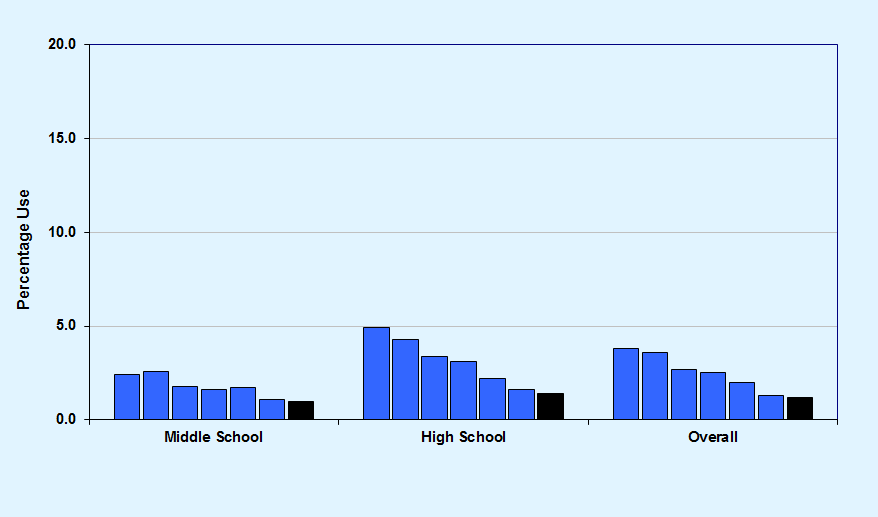 20.0
15.0
10.0
5.0
0.0
Percentage Use
Middle School
High School
Overall